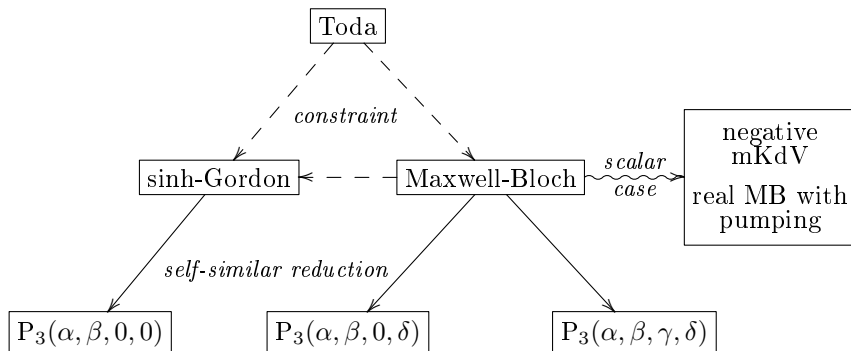 Toda
constraint
sinh-Gordon
Maxwell-Bloch
scalar
case
negative
mKdV
real MB with
pumping
self-similar reduction
P₃(α, β, 0, 0)
P₃(α, β, 0, δ)
P₃(α, β, γ, δ)